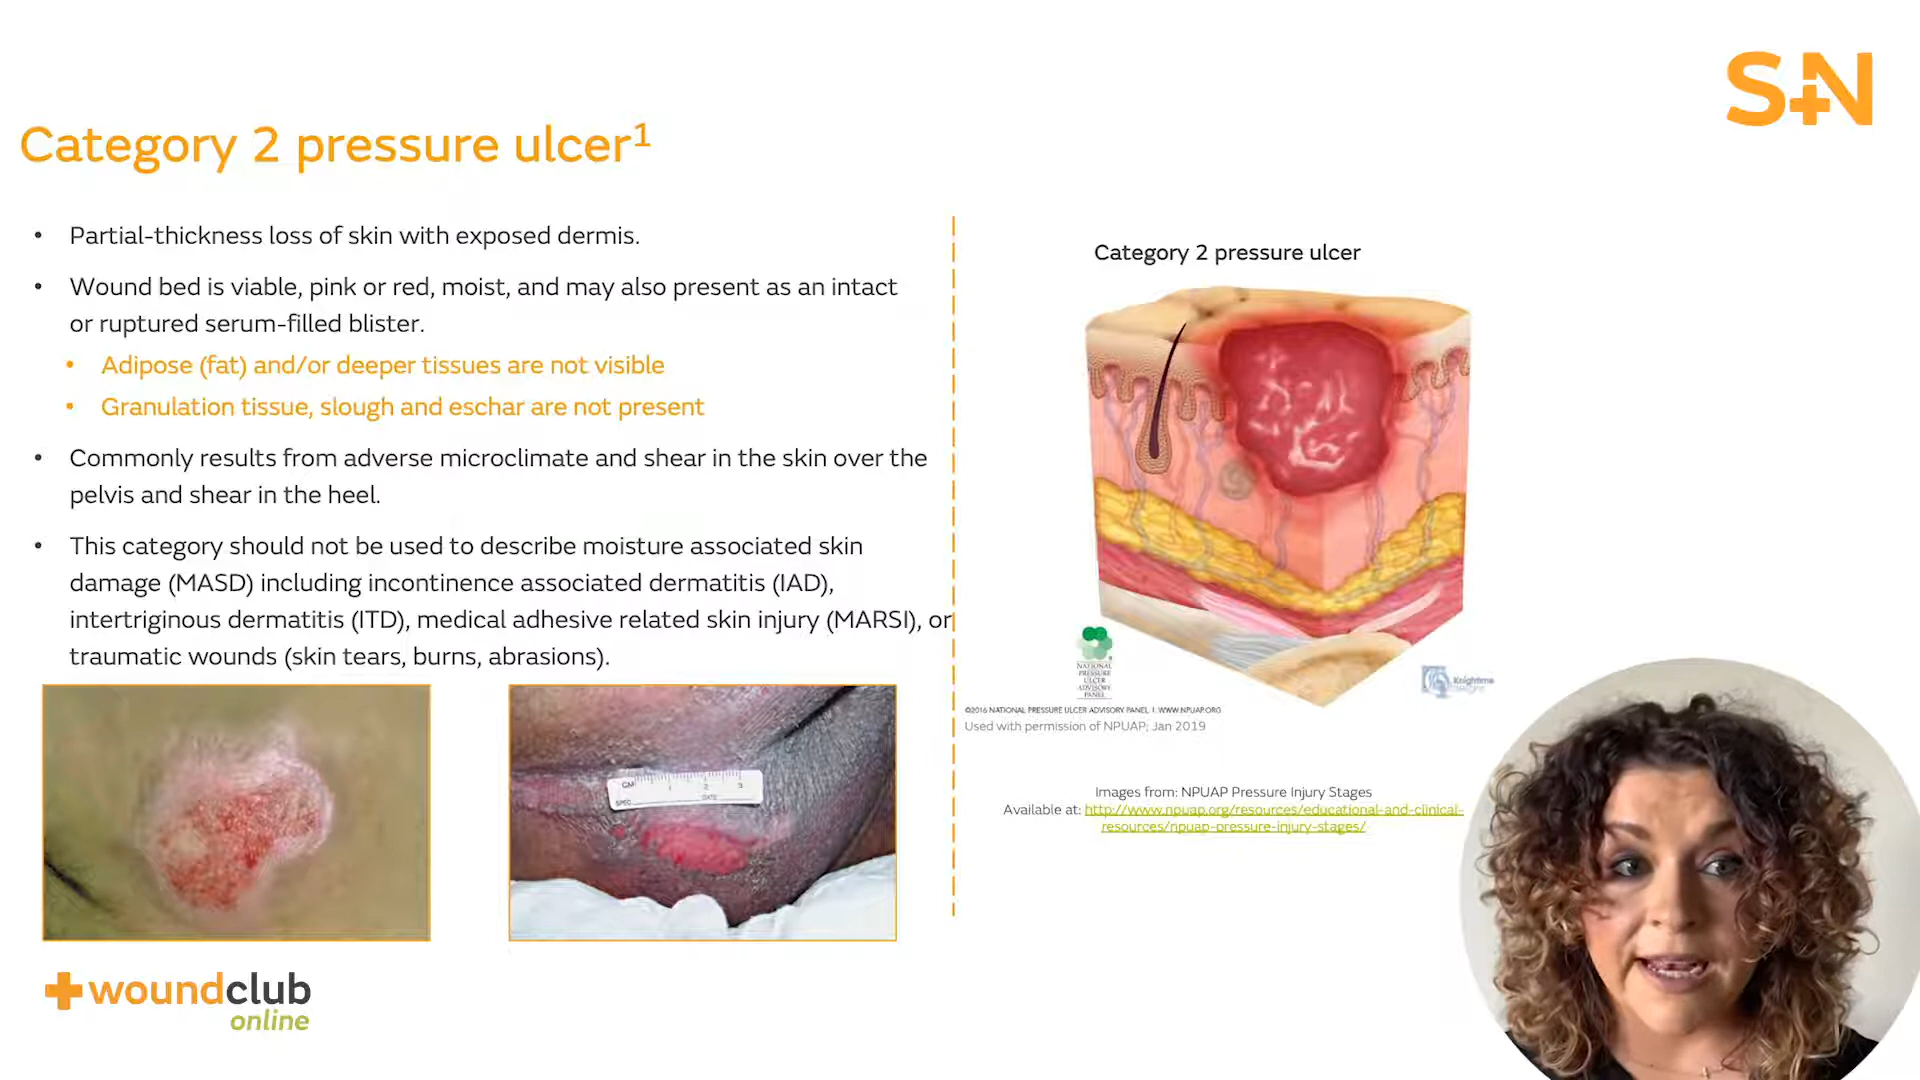 S+N
Category 2 pressure ulcer1
• Partial-thickness loss of skin with exposed dermis.
• Wound bed is viable, pink or red, moist, and may also present as an intact
or ruptured serum-filled blister.
• Adipose (fat) and/or deeper tissues are not visible
• Granulation tissue, slough and eschar are not present
• Commonly results from adverse microclimate and shear in the skin over the
pelvis and shear in the heel.
• This category should not be used to describe moisture associated skin
damage (MASD) including incontinence associated dermatitis (IAD),
intertriginous dermatitis (ITD), medical adhesive related skin injury (MARSI), or
traumatic wounds (skin tears, burns, abrasions).
CM 1 2 3
SPEC. DATE
woundclub
online
Category 2 pressure ulcer
NATIONAL
PRESSURE
ULCER
ADVISORY
PANEL
Knightime
©2016 NATIONAL PRESSURE ULCER ADVISORY PANEL | WWW.NPUAP.ORG
Used with permission of NPUAP; Jan 2019
Images from: NPUAP Pressure Injury Stages
Available at: http://www.npuap.org/resources/educational-and-clinical-
resources/npuap-pressure-injury-stages/